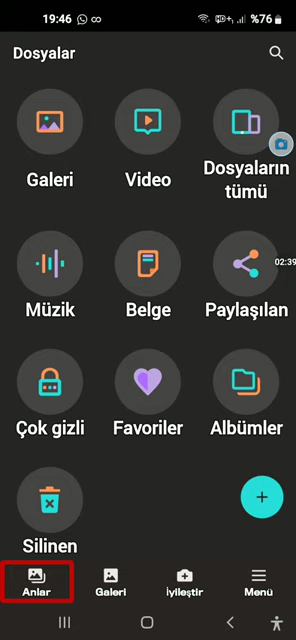 19:46 %76
Dosyalar
Galeri Video Dosyaların
tümü
02:39
Müzik Belge Paylaşılan
Çok gizli Favoriler Albümler
Silinen
Anlar Galeri İyileştir Menü